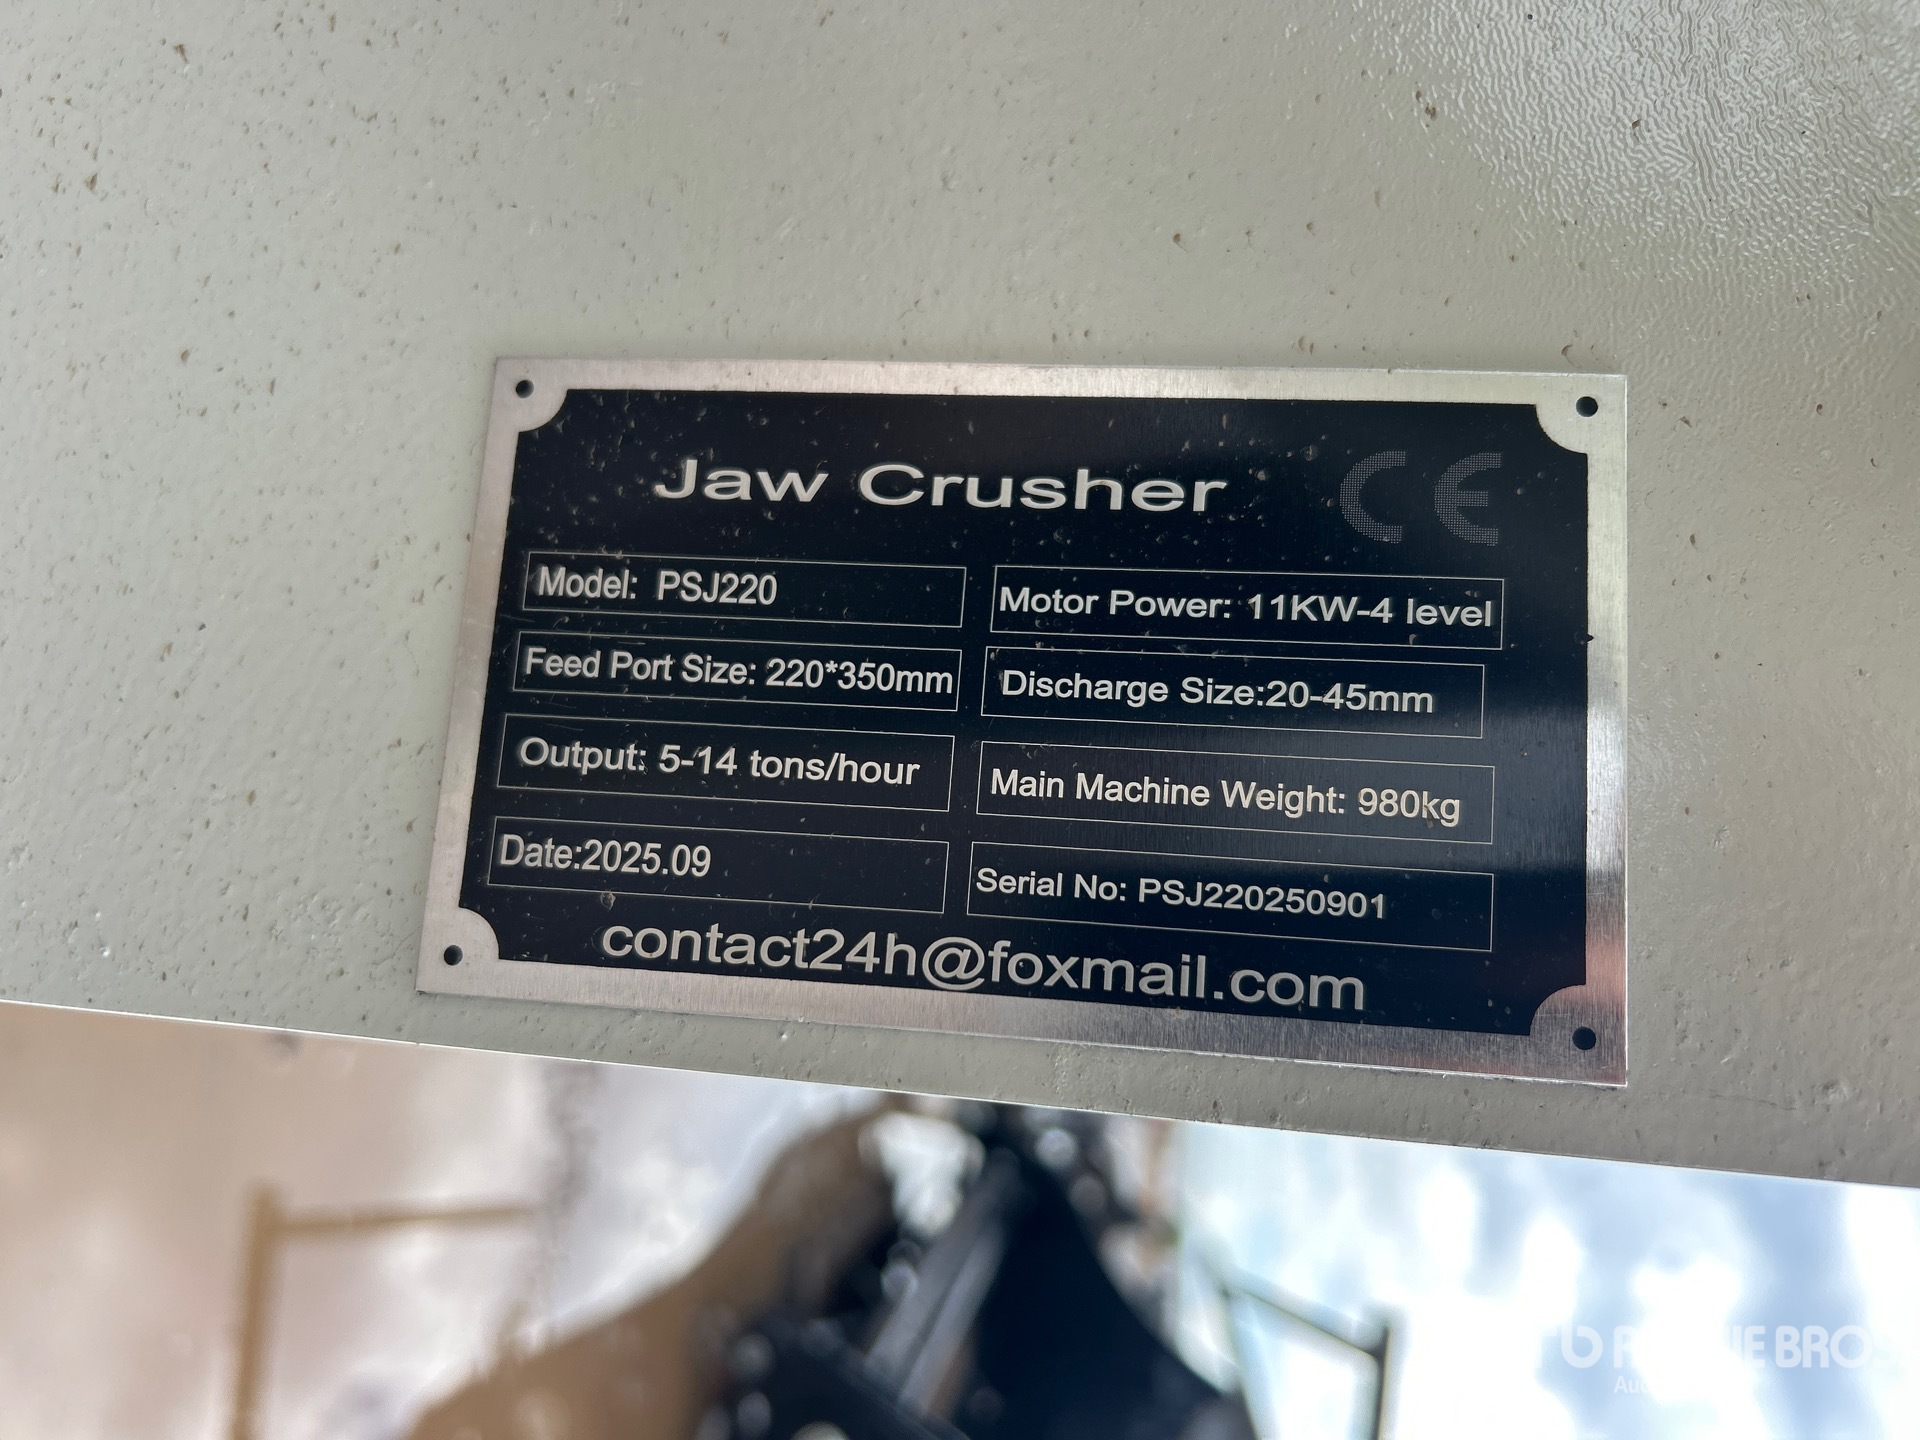 Jaw Crusher CE
Model: PSJ220
Motor Power: 11KW-4 level
Feed Port Size: 220*350mm
Discharge Size:20-45mm
Output: 5-14 tons/hour
Main Machine Weight: 980kg
Date:2025.09
Serial No: PSJ220250901
contact24h@foxmail.com
BROS